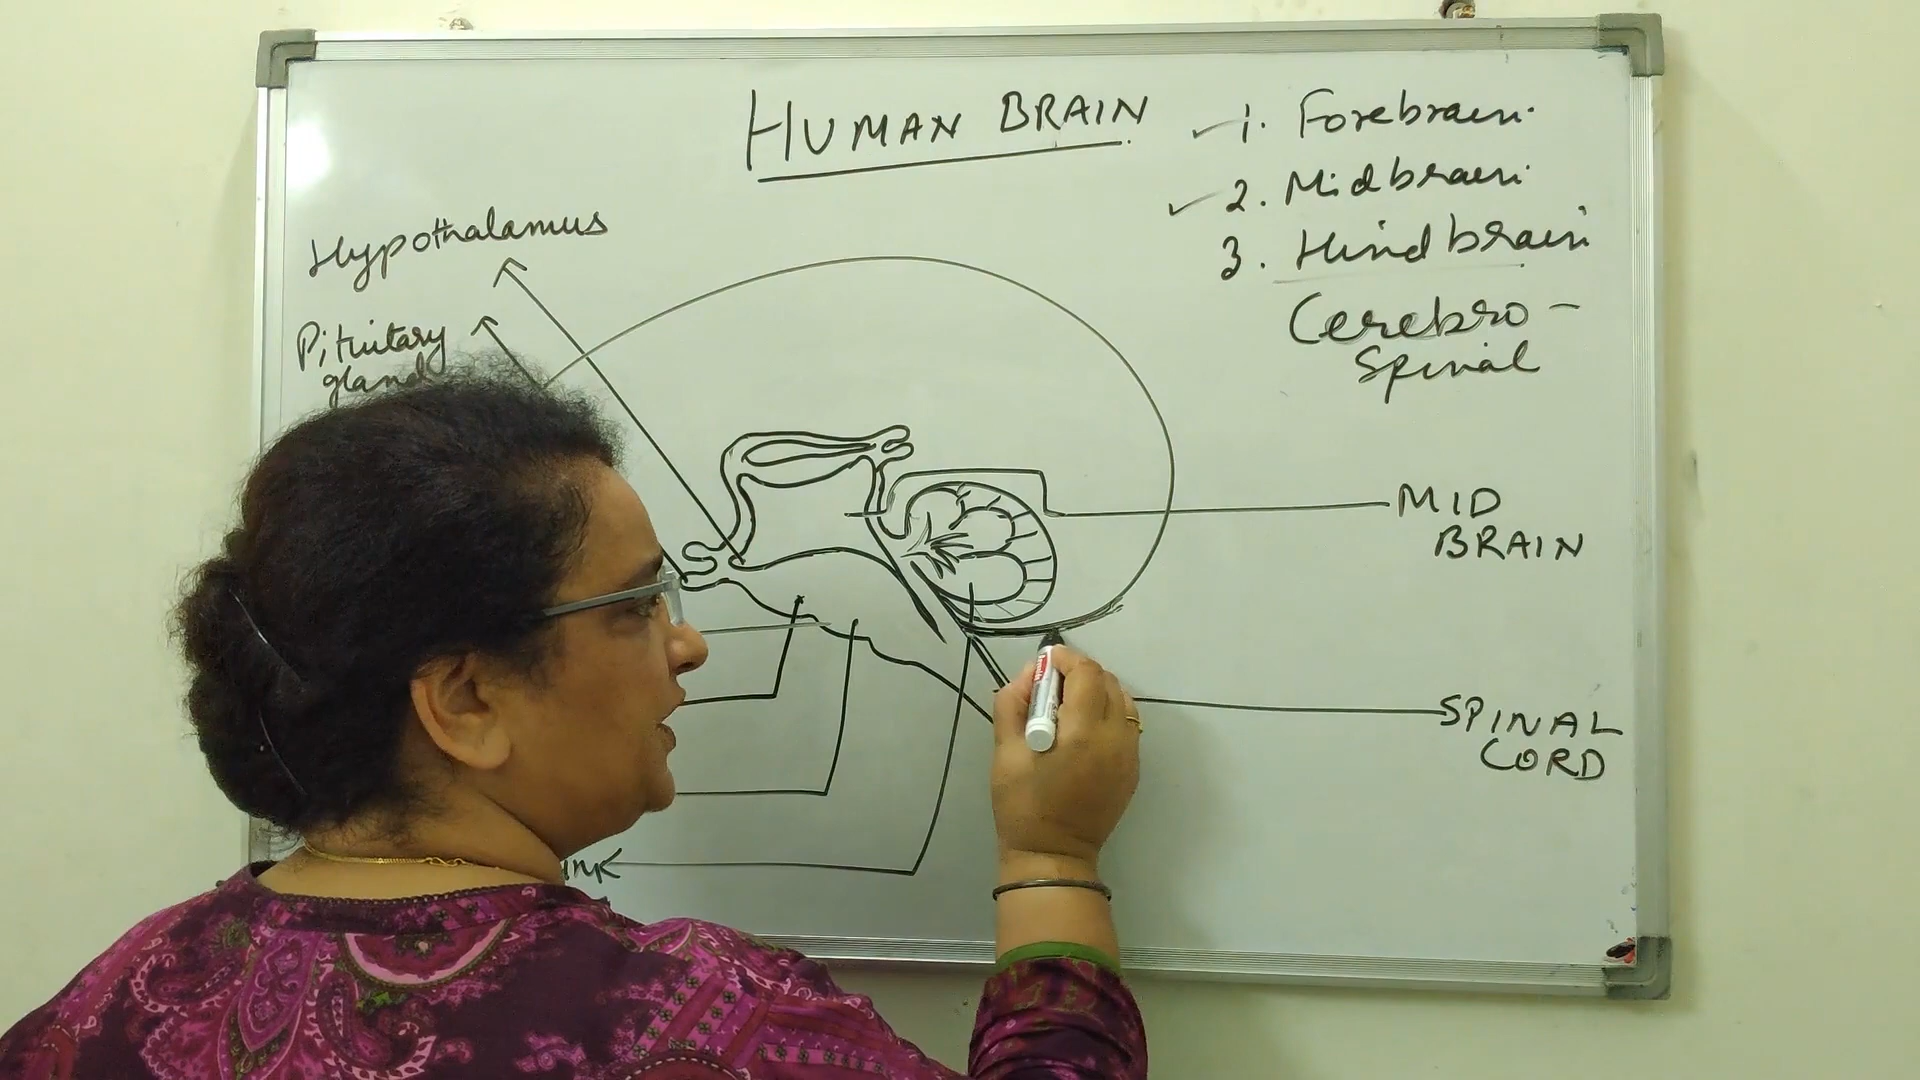 HUMAN BRAIN
1. Forebrain
2. Midbrain
3. Hindbrain
Cerebro-
Spinal
Hypothalamus
Pituitary
gland
MID
BRAIN
SPINAL
CORD